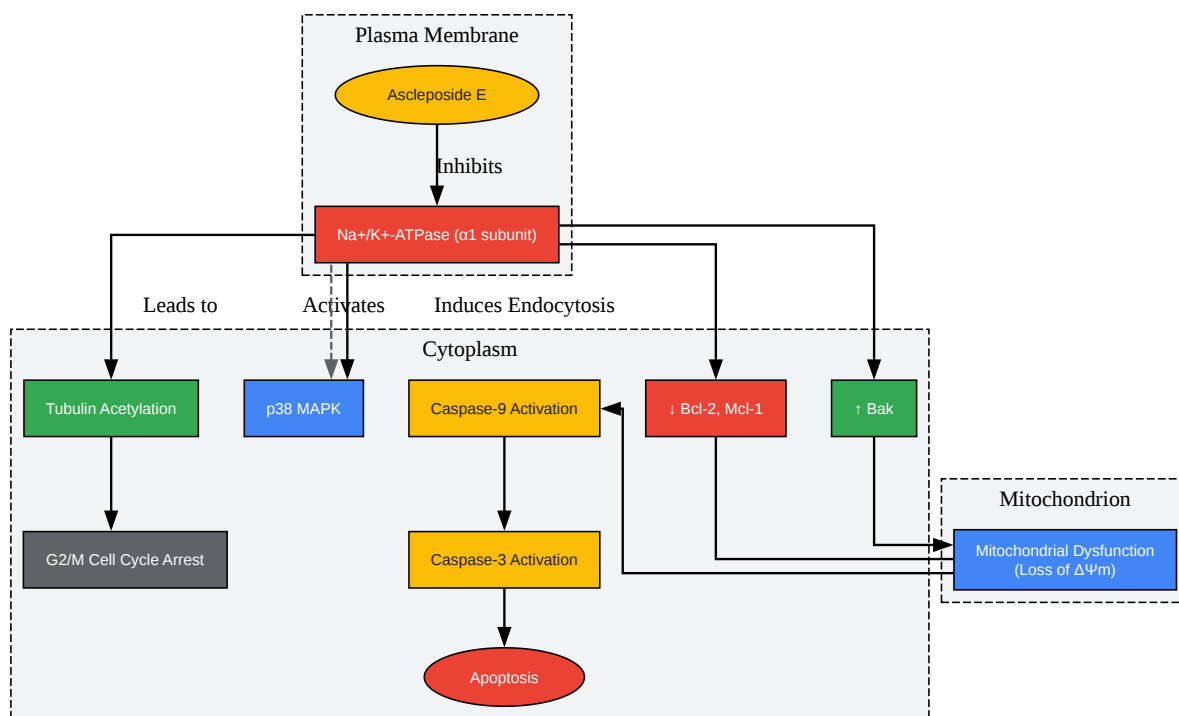 Plasma Membrane
Ascleposide E
Inhibits
Na+/K+-ATPase (α1 subunit)
Leads to
Activates
Induces Endocytosis
Cytoplasm
Tubulin Acetylation
p38 MAPK
Caspase-9 Activation
↓ Bcl-2, Mcl-1
↑ Bak
Mitochondrion
G2/M Cell Cycle Arrest
Caspase-3 Activation
Mitochondrial Dysfunction
(Loss of ΔΨm)
Apoptosis